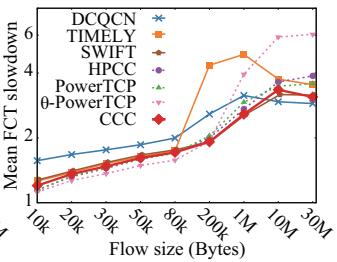 DCQCN
TIMELY
SWIFT
HPCC
PowerTCP
θ-PowerTCP
CCC
Mean FCT slowdown
6
4
2
1
10k 20k 30k 50k 80k 200k 1M 10M 30M
Flow size (Bytes)